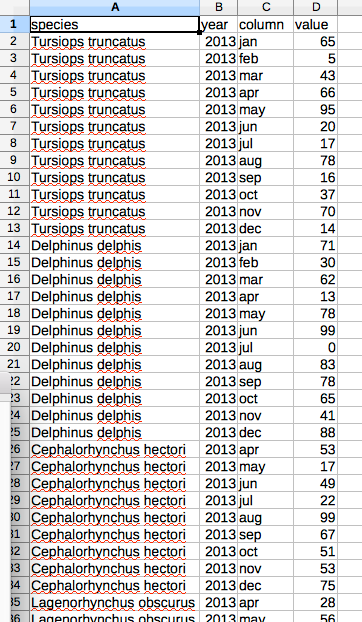 A B C D
1 species year column value
2 Tursiops truncatus 2013 jan 65
3 Tursiops truncatus 2013 feb 5
4 Tursiops truncatus 2013 mar 43
5 Tursiops truncatus 2013 apr 66
6 Tursiops truncatus 2013 may 95
7 Tursiops truncatus 2013 jun 20
8 Tursiops truncatus 2013 jul 17
9 Tursiops truncatus 2013 aug 78
10 Tursiops truncatus 2013 sep 16
11 Tursiops truncatus 2013 oct 37
12 Tursiops truncatus 2013 nov 70
13 Tursiops truncatus 2013 dec 14
14 Delphinus delphis 2013 jan 71
15 Delphinus delphis 2013 feb 30
16 Delphinus delphis 2013 mar 62
17 Delphinus delphis 2013 apr 13
18 Delphinus delphis 2013 may 78
19 Delphinus delphis 2013 jun 99
20 Delphinus delphis 2013 jul 0
21 Delphinus delphis 2013 aug 83
22 Delphinus delphis 2013 sep 78
23 Delphinus delphis 2013 oct 65
24 Delphinus delphis 2013 nov 41
25 Delphinus delphis 2013 dec 88
26 Cephalorhynchus hectori 2013 apr 53
27 Cephalorhynchus hectori 2013 may 17
28 Cephalorhynchus hectori 2013 jun 49
29 Cephalorhynchus hectori 2013 jul 22
30 Cephalorhynchus hectori 2013 aug 99
31 Cephalorhynchus hectori 2013 sep 67
32 Cephalorhynchus hectori 2013 oct 51
33 Cephalorhynchus hectori 2013 nov 53
34 Cephalorhynchus hectori 2013 dec 75
35 Lagenorhynchus obscurus 2013 apr 28
36 Lagenorhynchus obscurus 2013 may 56